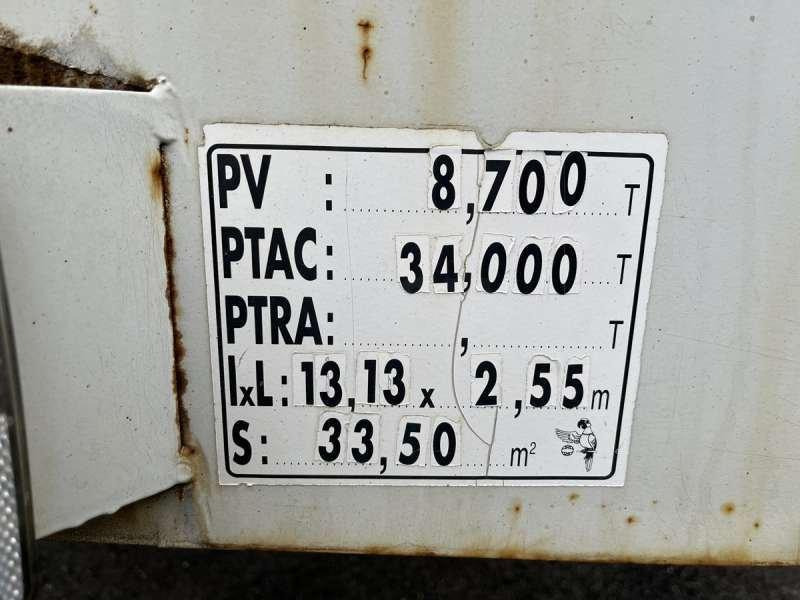 PV : 8,700 T
PTAC: 34,000 T
PTRA: , T
lxL: 13,13 x 2,55 m
S: 33,50 m²